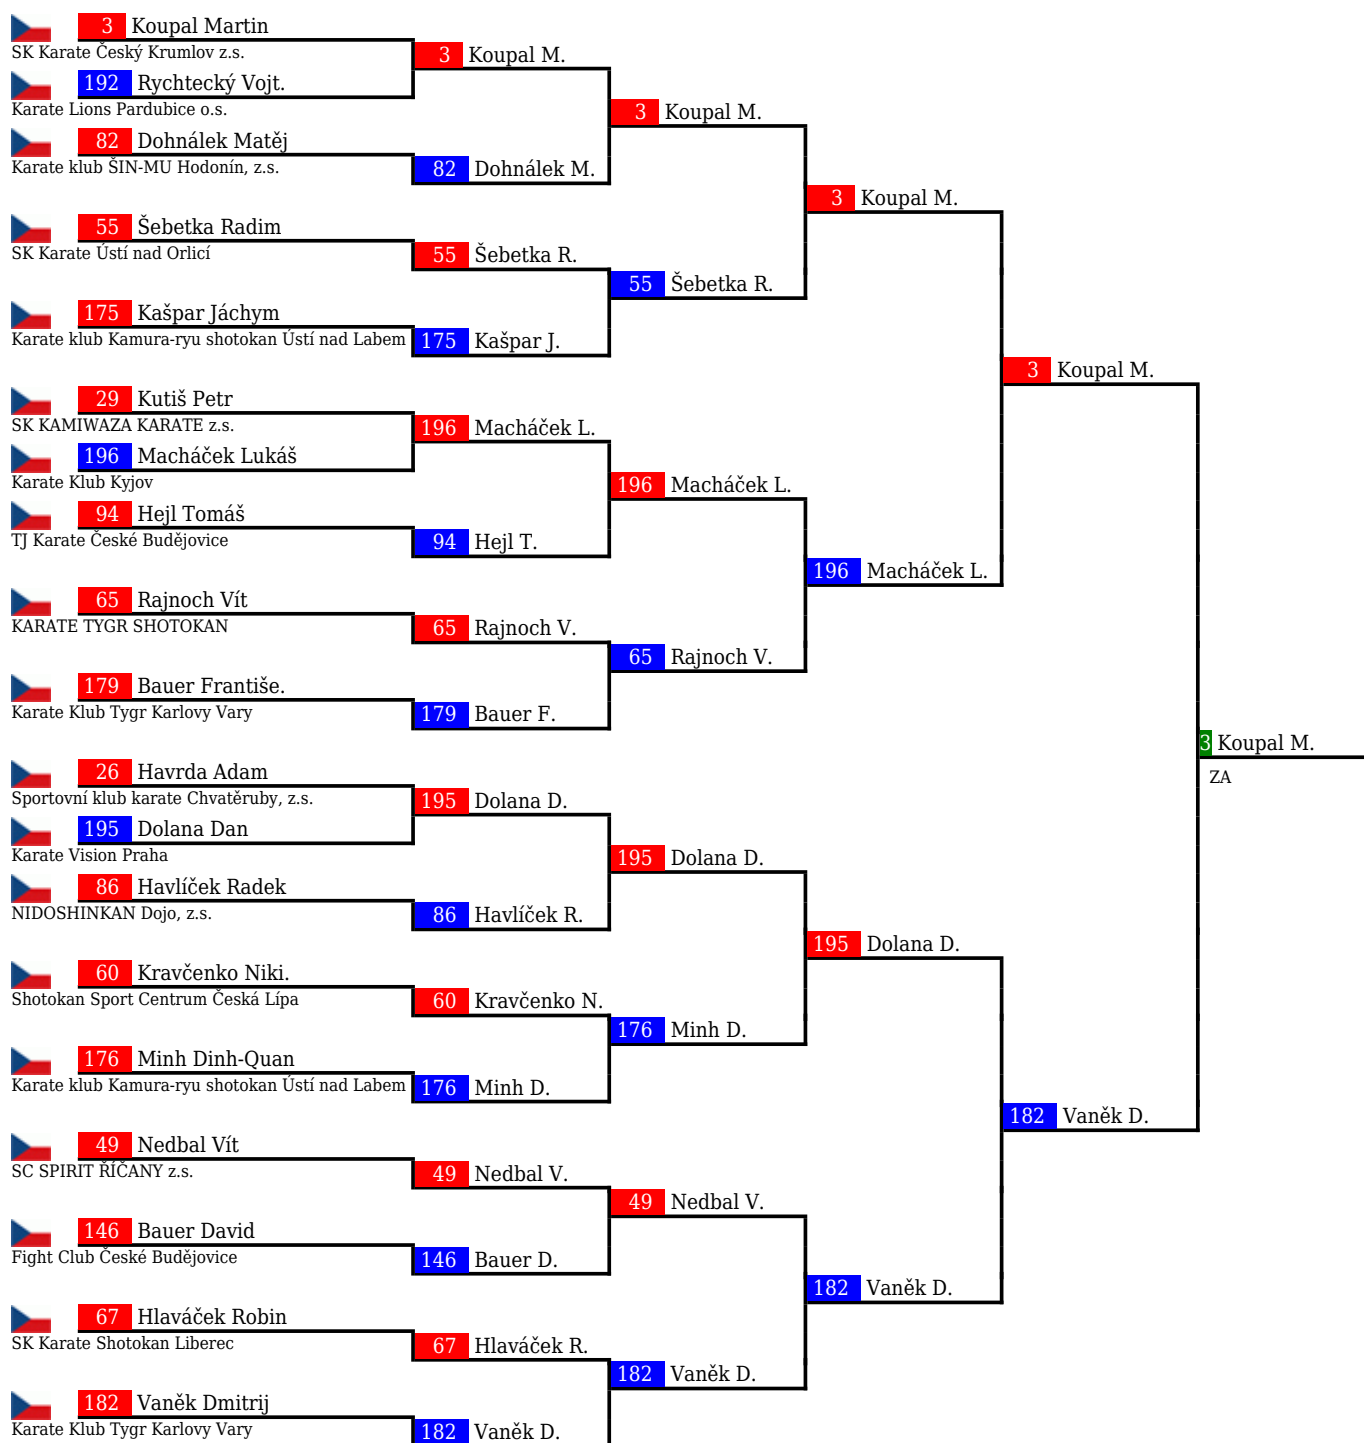 3 Koupal Martin
SK Karate Český Krumlov z.s.
3 Koupal M.
192 Rychtecký Vojt.
Karate Lions Pardubice o.s.
3 Koupal M.
82 Dohnálek Matěj
Karate klub ŠIN-MU Hodonín, z.s.
82 Dohnálek M.
3 Koupal M.
55 Šebetka Radim
SK Karate Ústí nad Orlicí
55 Šebetka R.
55 Šebetka R.
175 Kašpar Jáchym
Karate klub Kamura-ryu shotokan Ústí nad Labem
175 Kašpar J.
3 Koupal M.
29 Kutiš Petr
SK KAMIWAZA KARATE z.s.
196 Macháček L.
196 Macháček Lukáš
Karate Klub Kyjov
196 Macháček L.
94 Hejl Tomáš
TJ Karate České Budějovice
94 Hejl T.
196 Macháček L.
65 Rajnoch Vít
KARATE TYGR SHOTOKAN
65 Rajnoch V.
65 Rajnoch V.
179 Bauer Františe.
Karate Klub Tygr Karlovy Vary
179 Bauer F.
3 Koupal M.
ZA
26 Havrda Adam
Sportovní klub karate Chvatěruby, z.s.
195 Dolana D.
195 Dolana Dan
Karate Vision Praha
195 Dolana D.
86 Havlíček Radek
NIDOSHINKAN Dojo, z.s.
86 Havlíček R.
195 Dolana D.
60 Kravčenko Niki.
Shotokan Sport Centrum Česká Lípa
60 Kravčenko N.
176 Minh D.
176 Minh Dinh-Quan
Karate klub Kamura-ryu shotokan Ústí nad Labem
176 Minh D.
182 Vaněk D.
49 Nedbal Vít
SC SPIRIT ŘÍČANY z.s.
49 Nedbal V.
49 Nedbal V.
146 Bauer David
Fight Club České Budějovice
146 Bauer D.
182 Vaněk D.
67 Hlaváček Robin
SK Karate Shotokan Liberec
67 Hlaváček R.
182 Vaněk D.
182 Vaněk Dmitrij
Karate Klub Tygr Karlovy Vary
182 Vaněk D.